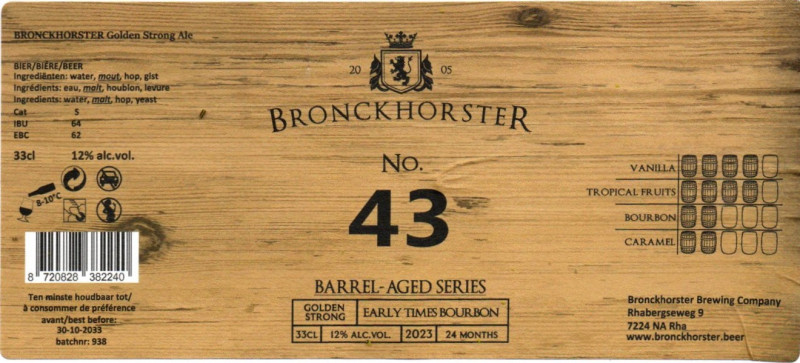 BRONCKHORSTER Golden Strong Ale
BIER/BIÈRE/BEER
Ingrediënten: water, mout, hop, gist
Ingrédients: eau, malt, houblon, levure
Ingredients: water, malt, hop, yeast
Cat 5
IBU 64
EBC 62
33cl 12% alc.vol.
8-10°C
8 720828 382240
Ten minste houdbaar tot/
à consommer de préférence
avant/best before:
30-10-2033
batchnr: 938
20 05
BRONCKHORSTER
No.
43
BARREL-AGED SERIES
GOLDEN STRONG EARLY TIMES BOURBON
33CL 12% ALC.VOL. 2023 24 MONTHS
VANILLA
TROPICAL FRUITS
BOURBON
CARAMEL
Bronckhorster Brewing Company
Rhabergseweg 9
7224 NA Rha
www.bronckhorster.beer